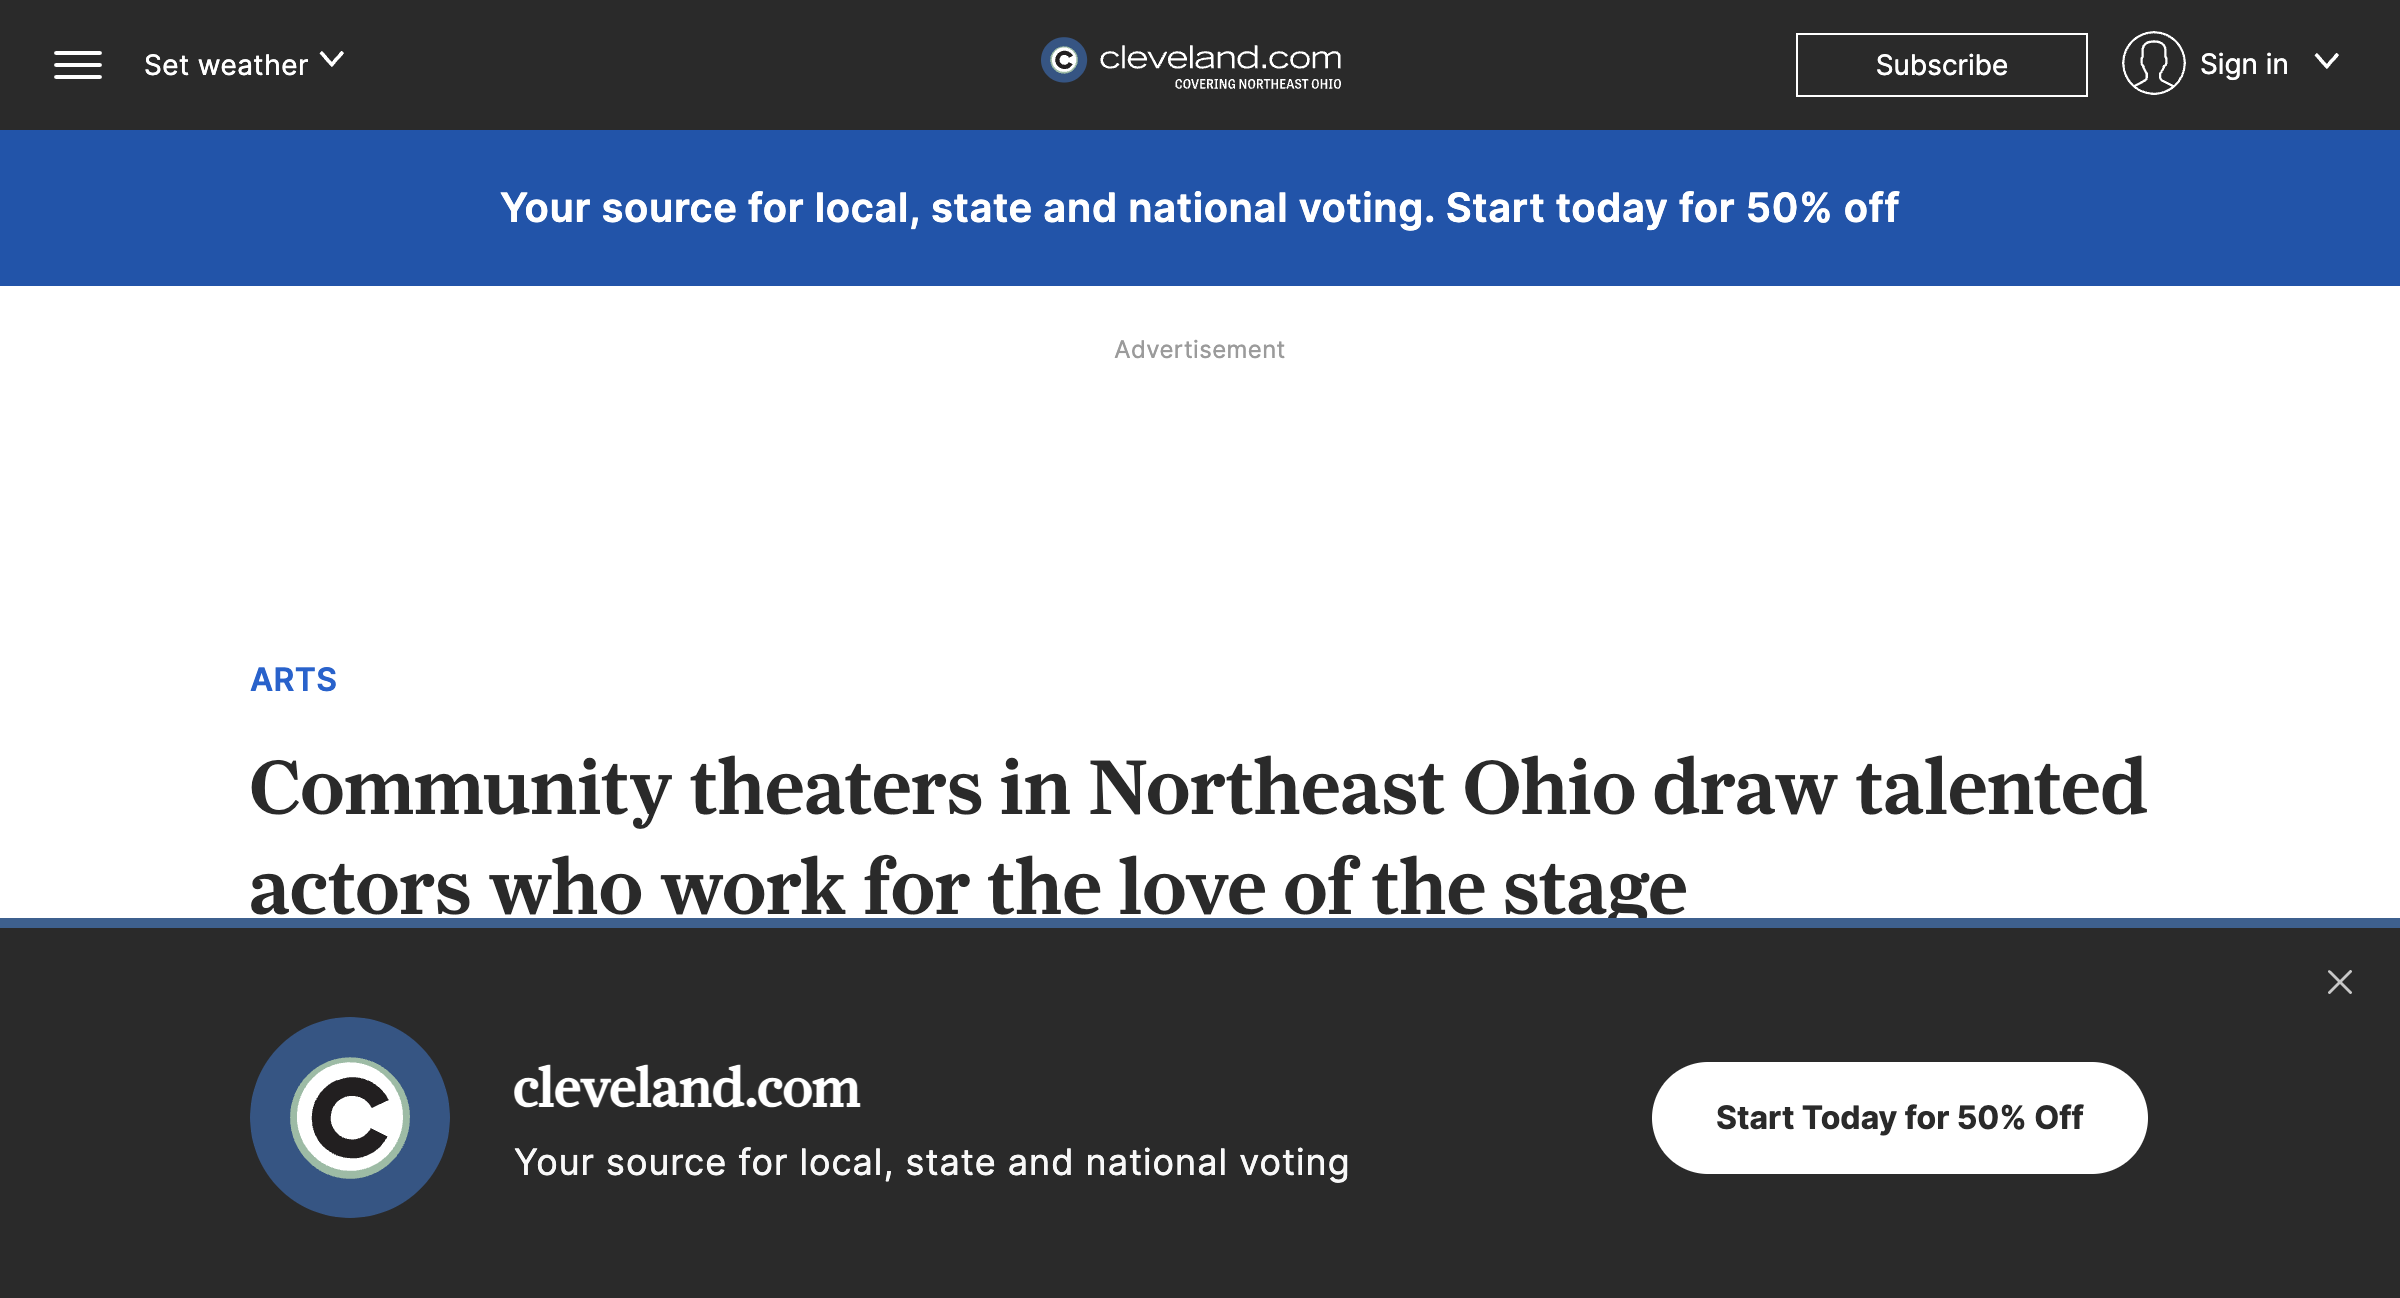 Set weather
cleveland.com
COVERING NORTHEAST OHIO
Subscribe
Sign in
Your source for local, state and national voting. Start today for 50% off
Advertisement
ARTS
Community theaters in Northeast Ohio draw talented
actors who work for the love of the stage
cleveland.com
Your source for local, state and national voting
Start Today for 50% Off